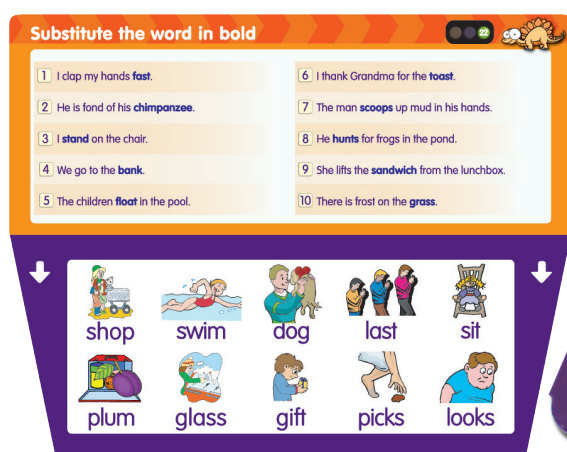 Substitute the word in bold
22
1 I clap my hands fast.
2 He is fond of his chimpanzee.
3 I stand on the chair.
4 We go to the bank.
5 The children float in the pool.
6 I thank Grandma for the toast.
7 The man scoops up mud in his hands.
8 He hunts for frogs in the pond.
9 She lifts the sandwich from the lunchbox.
10 There is frost on the grass.
shop swim dog last sit
plum glass gift picks looks